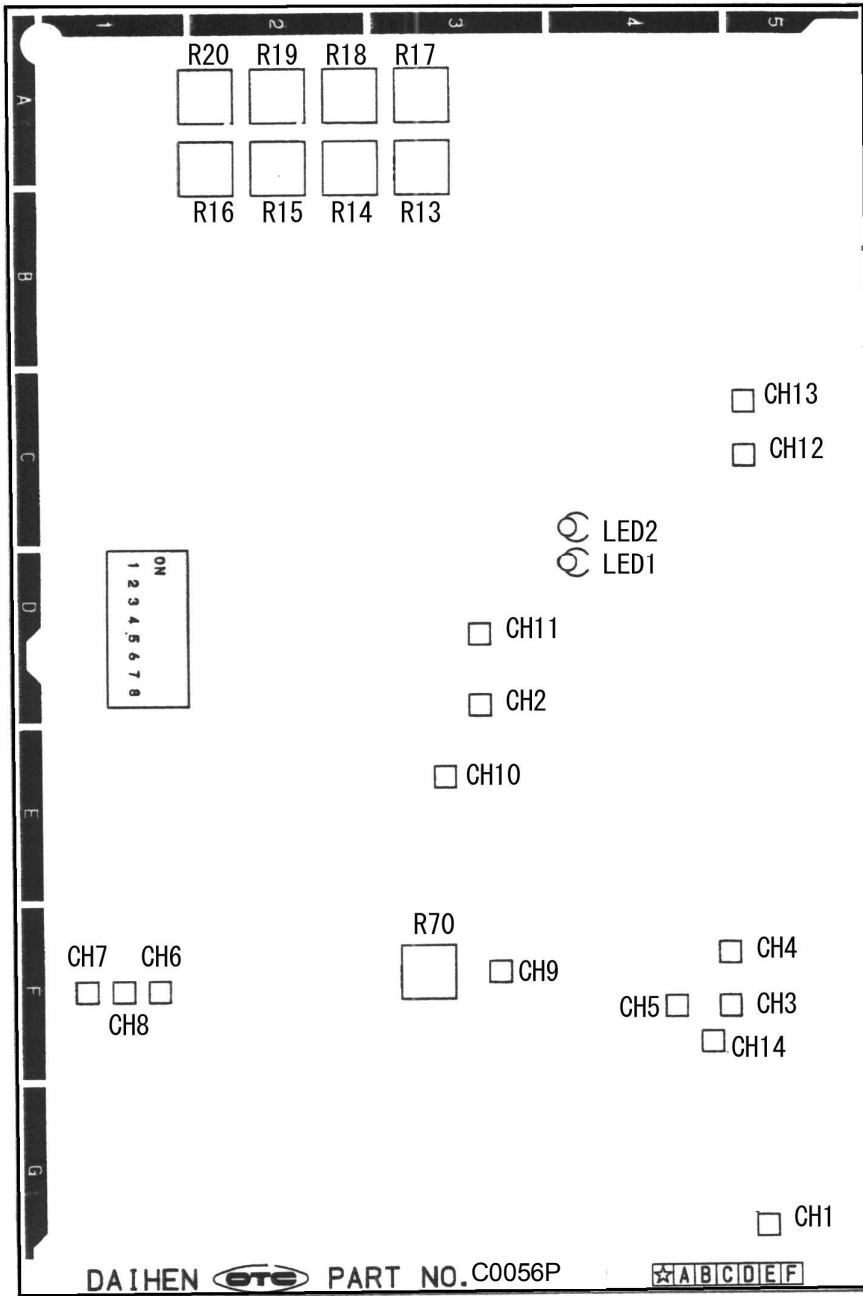 1 2 3 4 5
A
R20 R19 R18 R17
R16 R15 R14 R13
B
CH13
C
CH12
LED2
LED1
ON
1 2 3 4 5 6 7 8
D
CH11
CH2
CH10
E
R70
CH4
CH7 CH6
CH9
F
CH5 CH3
CH8
CH14
G
CH1
DAIHEN OTC PART NO. C0056P ☆ A B C D E F